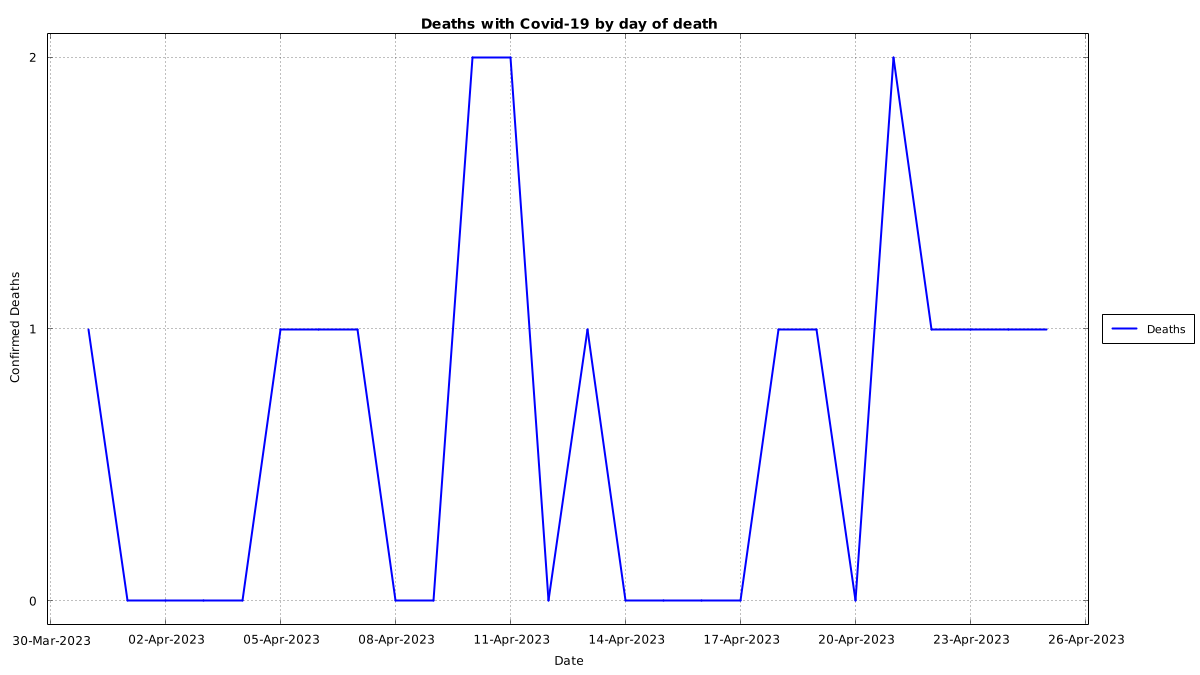 Deaths with Covid-19 by day of death
2
1
0
Confirmed Deaths
Deaths
30-Mar-2023 02-Apr-2023 05-Apr-2023 08-Apr-2023 11-Apr-2023 14-Apr-2023 17-Apr-2023 20-Apr-2023 23-Apr-2023 26-Apr-2023
Date